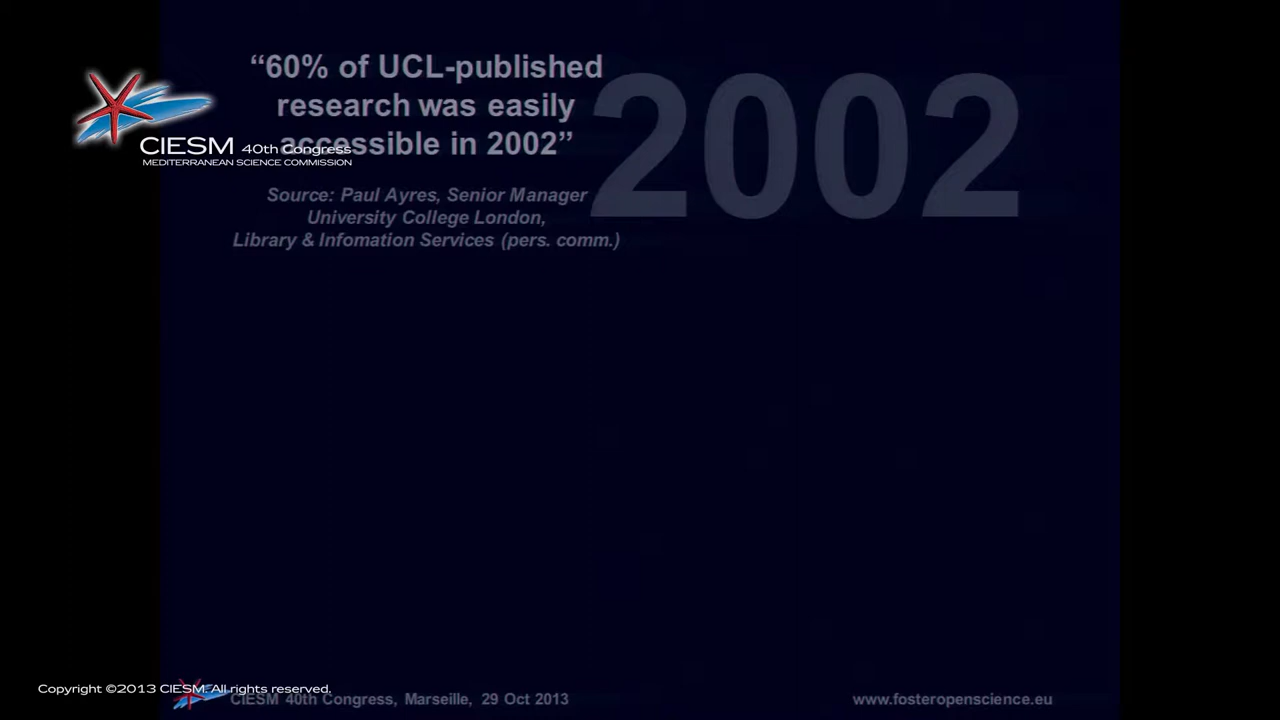 “60% of UCL-published
research was easily
accessible in 2002”
2002
Source: Paul Ayres, Senior Manager
University College London,
Library & Infomation Services (pers. comm.)
CIESM 40th Congress
MEDITERRANEAN SCIENCE COMMISSION
Copyright ©2013 CIESM. All rights reserved.
CIESM 40th Congress, Marseille, 29 Oct 2013
www.fosteropenscience.eu